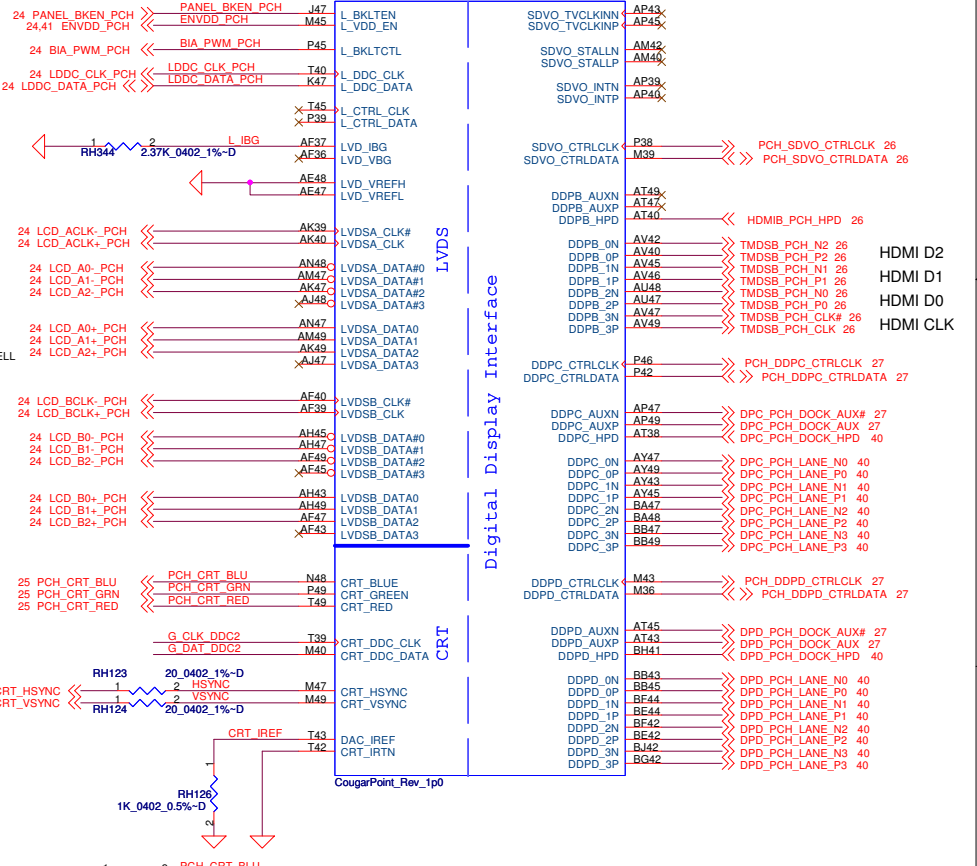 24 PANEL_BKEN_PCH PANEL_BKEN_PCH J47 L_BKLTEN SDVO_TVCLKINN AP43
24,41 ENVDD_PCH ENVDD_PCH M45 L_VDD_EN SDVO_TVCLKINP AP45
24 BIA_PWM_PCH BIA_PWM_PCH P45 L_BKLTCTL SDVO_STALLN AM42
SDVO_STALLP AM40
24 LDDC_CLK_PCH LDDC_CLK_PCH T40 L_DDC_CLK
24 LDDC_DATA_PCH LDDC_DATA_PCH K47 L_DDC_DATA SDVO_INTN AP39
SDVO_INTP AP40
T45 L_CTRL_CLK
P39 L_CTRL_DATA
1 2 L_IBG AF37 LVD_IBG SDVO_CTRLCLK P38 PCH_SDVO_CTRLCLK 26
RH344 2.37K_0402_1%~D AF36 LVD_VBG SDVO_CTRLDATA M39 PCH_SDVO_CTRLDATA 26
AE48 LVD_VREFH
AE47 LVD_VREFL DDPB_AUXN AT49
DDPB_AUXP AT47
DDPB_HPD AT40 HDMIB_PCH_HPD 26
24 LCD_ACLK-_PCH AK39 LVDSA_CLK#
24 LCD_ACLK+_PCH AK40 LVDSA_CLK LVDS DDPB_0N AV42 TMDSB_PCH_N2 26
DDPB_0P AV40 TMDSB_PCH_P2 26 HDMI D2
24 LCD_A0-_PCH AN48 LVDSA_DATA#0 DDPB_1N AV45 TMDSB_PCH_N1 26
24 LCD_A1-_PCH AM47 LVDSA_DATA#1 DDPB_1P AV46 TMDSB_PCH_P1 26 HDMI D1
24 LCD_A2-_PCH AK47 LVDSA_DATA#2 DDPB_2N AU48 TMDSB_PCH_N0 26
AJ48 LVDSA_DATA#3 DDPB_2P AU47 TMDSB_PCH_P0 26 HDMI D0
DDPB_3N AV47 TMDSB_PCH_CLK# 26
24 LCD_A0+_PCH AN47 LVDSA_DATA0 DDPB_3P AV49 TMDSB_PCH_CLK 26 HDMI CLK
24 LCD_A1+_PCH AM49 LVDSA_DATA1
24 LCD_A2+_PCH AK49 LVDSA_DATA2
ELL AJ47 LVDSA_DATA3 DDPC_CTRLCLK P46 PCH_DDPC_CTRLCLK 27
DDPC_CTRLDATA P42 PCH_DDPC_CTRLDATA 27
Digital Display Interface
24 LCD_BCLK-_PCH AF40 LVDSB_CLK#
24 LCD_BCLK+_PCH AF39 LVDSB_CLK DDPC_AUXN AP47 DPC_PCH_DOCK_AUX# 27
DDPC_AUXP AP49 DPC_PCH_DOCK_AUX 27
24 LCD_B0-_PCH AH45 LVDSB_DATA#0 DDPC_HPD AT38 DPC_PCH_DOCK_HPD 40
24 LCD_B1-_PCH AH47 LVDSB_DATA#1
24 LCD_B2-_PCH AF49 LVDSB_DATA#2 DDPC_0N AY47 DPC_PCH_LANE_N0 40
AF45 LVDSB_DATA#3 DDPC_0P AY49 DPC_PCH_LANE_P0 40
DDPC_1N AY43 DPC_PCH_LANE_N1 40
24 LCD_B0+_PCH AH43 LVDSB_DATA0 DDPC_1P AY45 DPC_PCH_LANE_P1 40
24 LCD_B1+_PCH AH49 LVDSB_DATA1 DDPC_2N BA47 DPC_PCH_LANE_N2 40
24 LCD_B2+_PCH AF47 LVDSB_DATA2 DDPC_2P BA48 DPC_PCH_LANE_P2 40
AF43 LVDSB_DATA3 DDPC_3N BB47 DPC_PCH_LANE_N3 40
DDPC_3P BB49 DPC_PCH_LANE_P3 40
25 PCH_CRT_BLU PCH_CRT_BLU N48 CRT_BLUE DDPD_CTRLCLK M43 PCH_DDPD_CTRLCLK 27
25 PCH_CRT_GRN PCH_CRT_GRN P49 CRT_GREEN DDPD_CTRLDATA M36 PCH_DDPD_CTRLDATA 27
25 PCH_CRT_RED PCH_CRT_RED T49 CRT_RED
G_CLK_DDC2 T39 CRT_DDC_CLK CRT DDPD_AUXN AT45 DPD_PCH_DOCK_AUX# 27
G_DAT_DDC2 M40 CRT_DDC_DATA DDPD_AUXP AT43 DPD_PCH_DOCK_AUX 27
DDPD_HPD BH41 DPD_PCH_DOCK_HPD 40
RH123 20_0402_1%~D
CRT_HSYNC 1 2 HSYNC M47 CRT_HSYNC DDPD_0N BB43 DPD_PCH_LANE_N0 40
CRT_VSYNC 1 2 VSYNC M49 CRT_VSYNC DDPD_0P BB45 DPD_PCH_LANE_P0 40
RH124 20_0402_1%~D DDPD_1N BF44 DPD_PCH_LANE_N1 40
DDPD_1P BE44 DPD_PCH_LANE_P1 40
DDPD_2N BF42 DPD_PCH_LANE_N2 40
CRT_IREF T43 DAC_IREF DDPD_2P BE42 DPD_PCH_LANE_P2 40
T42 CRT_IRTN DDPD_3N BJ42 DPD_PCH_LANE_N3 40
DDPD_3P BG42 DPD_PCH_LANE_P3 40
1 CougarPoint_Rev_1p0
RH126
1K_0402_0.5%~D
2
PCH_CRT_BLU